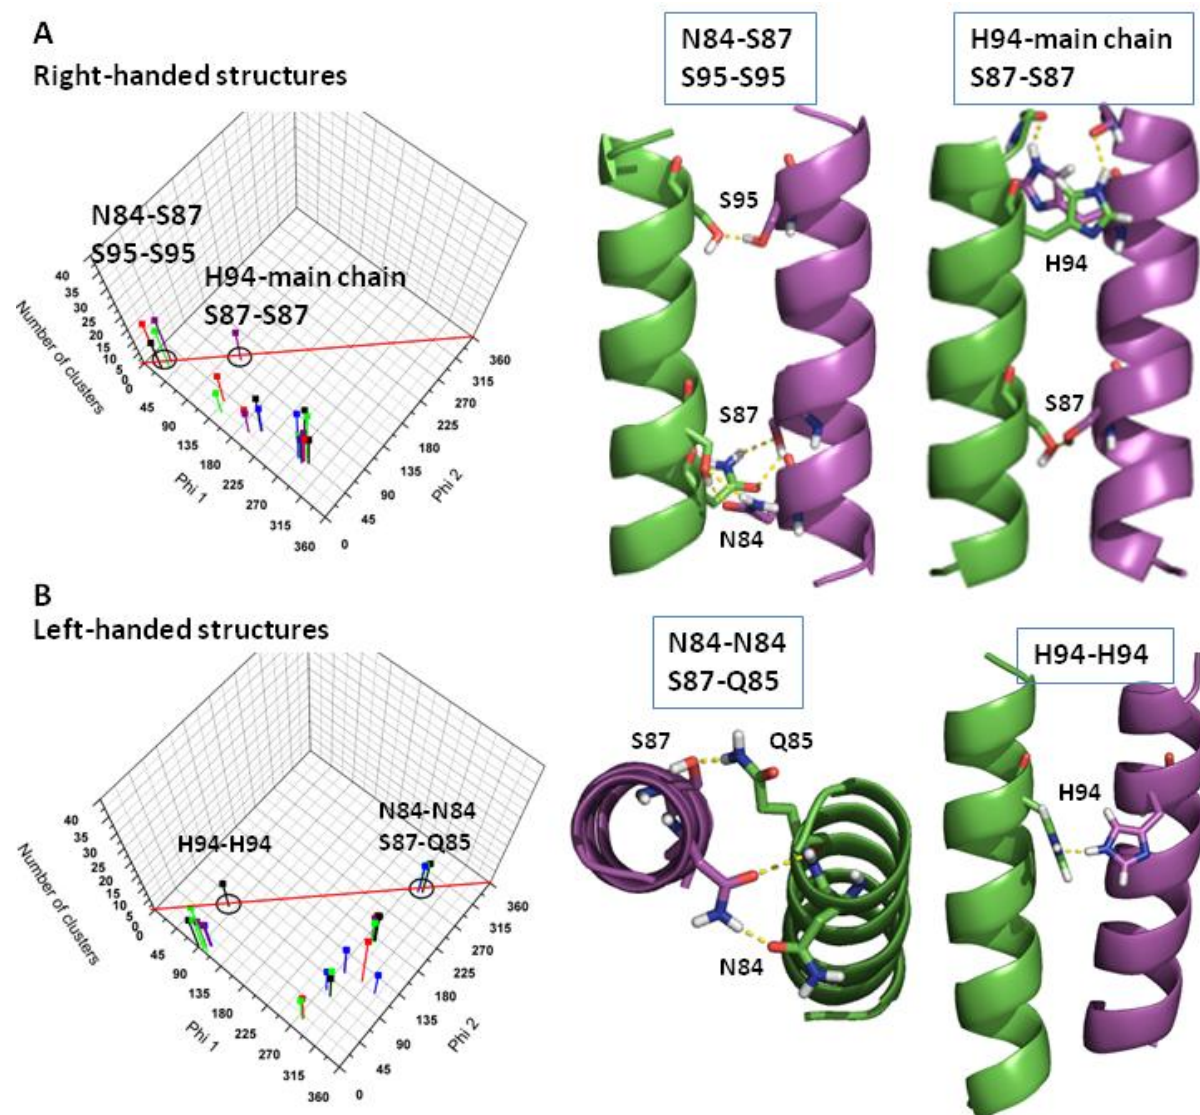 A
Right-handed structures
N84-S87
S95-S95
H94-main chain
S87-S87
N84-S87
S95-S95
H94-main chain
S87-S87
Number of clusters
40
35
30
25
20
15
10
5
0
0
45
90
135
180
225
270
315
360
Phi 1
0
45
90
135
180
225
270
315
360
Phi 2
S95
S87
N84
H94
S87
B
Left-handed structures
H94-H94
N84-N84
S87-Q85
Number of clusters
40
35
30
25
20
15
10
5
0
0
45
90
135
180
225
270
315
360
Phi 1
0
45
90
135
180
225
270
315
360
Phi 2
N84-N84
S87-Q85
S87
Q85
N84
H94-H94
H94